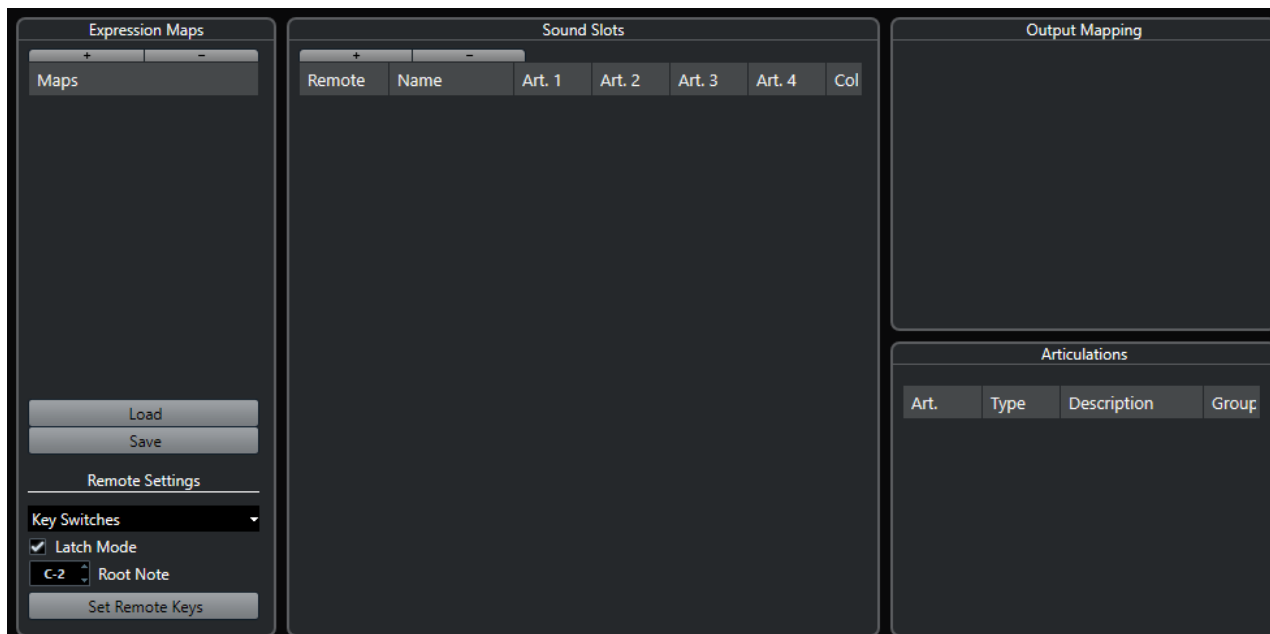 Expression Maps
+ -
Maps
Load
Save
Remote Settings
Key Switches
Latch Mode
C-2 Root Note
Set Remote Keys
Sound Slots
+ -
Remote Name Art. 1 Art. 2 Art. 3 Art. 4 Col
Output Mapping
Articulations
Art. Type Description Group